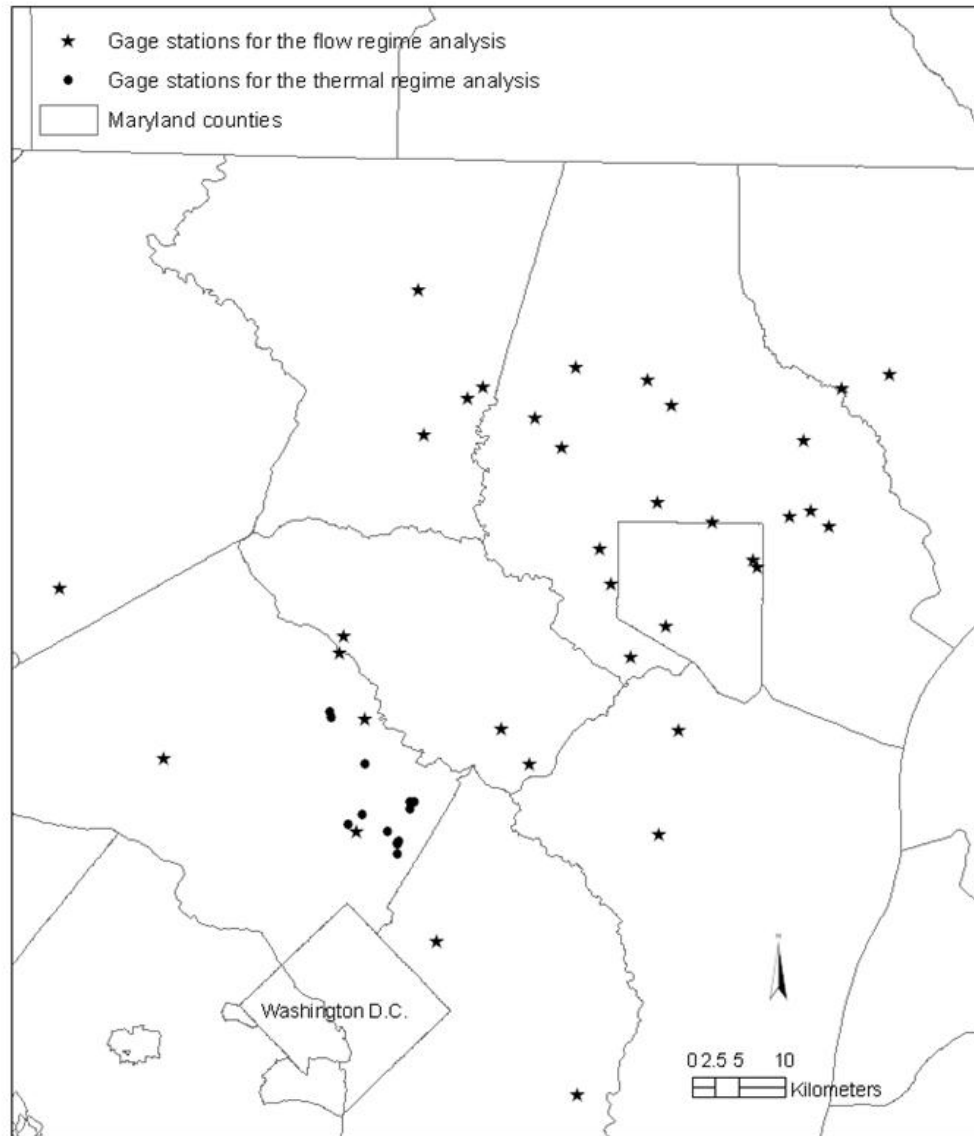 Gage stations for the flow regime analysis
Gage stations for the thermal regime analysis
Maryland counties
Washington D.C.
0 2.5 5 10
Kilometers